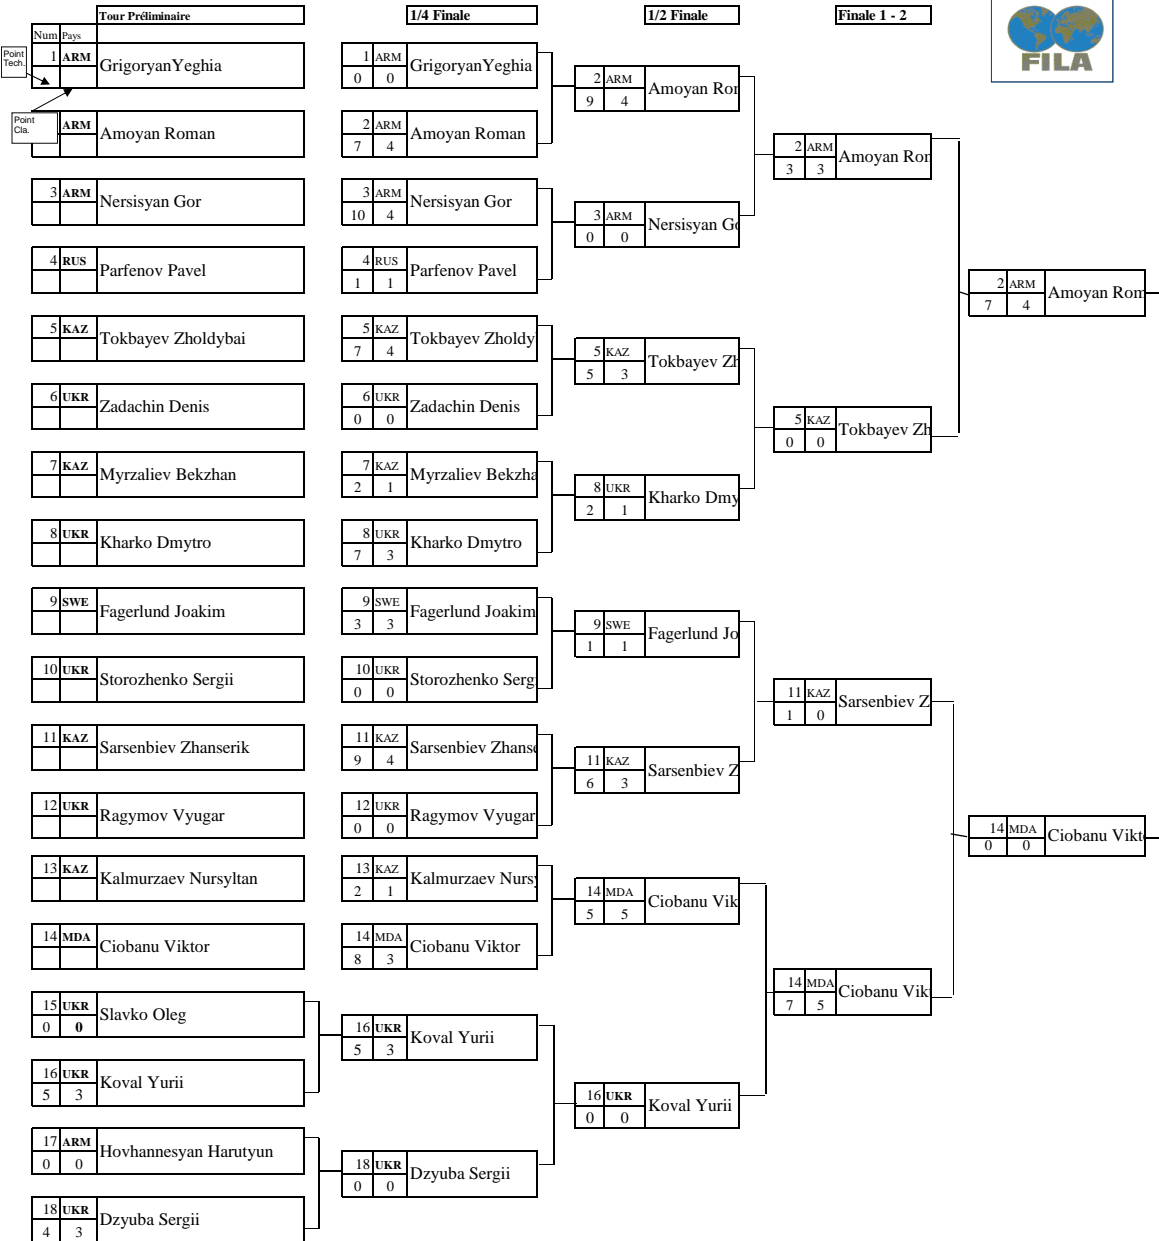 Tour Préliminaire
1/4 Finale
1/2 Finale
Finale 1 - 2
FILA
Num Pays
Point Tech.
Point Cla.
1 ARM GrigoryanYeghia
ARM Amoyan Roman
3 ARM Nersisyan Gor
4 RUS Parfenov Pavel
5 KAZ Tokbayev Zholdybai
6 UKR Zadachin Denis
7 KAZ Myrzaliev Bekzhan
8 UKR Kharko Dmytro
9 SWE Fagerlund Joakim
10 UKR Storozhenko Sergii
11 KAZ Sarsenbiev Zhanserik
12 UKR Ragymov Vyugar
13 KAZ Kalmurzaev Nursyltan
14 MDA Ciobanu Viktor
15 UKR Slavko Oleg
0 0
16 UKR Koval Yurii
5 3
17 ARM Hovhannesyan Harutyun
0 0
18 UKR Dzyuba Sergii
4 3
1 ARM GrigoryanYeghia
0 0
2 ARM Amoyan Roman
7 4
3 ARM Nersisyan Gor
10 4
4 RUS Parfenov Pavel
1 1
5 KAZ Tokbayev Zholdy
7 4
6 UKR Zadachin Denis
0 0
7 KAZ Myrzaliev Bekzha
2 1
8 UKR Kharko Dmytro
7 3
9 SWE Fagerlund Joakim
3 3
10 UKR Storozhenko Serg
0 0
11 KAZ Sarsenbiev Zhans
9 4
12 UKR Ragymov Vyugar
0 0
13 KAZ Kalmurzaev Nurs
2 1
14 MDA Ciobanu Viktor
8 3
16 UKR Koval Yurii
5 3
18 UKR Dzyuba Sergii
0 0
2 ARM Amoyan Ror
9 4
3 ARM Nersisyan G
0 0
5 KAZ Tokbayev Zh
5 3
8 UKR Kharko Dmy
2 1
9 SWE Fagerlund Jo
1 1
11 KAZ Sarsenbiev Z
6 3
14 MDA Ciobanu Vik
5 5
16 UKR Koval Yurii
0 0
2 ARM Amoyan Ror
3 3
5 KAZ Tokbayev Zh
0 0
11 KAZ Sarsenbiev Z
1 0
14 MDA Ciobanu Vik
7 5
2 ARM Amoyan Rom
7 4
14 MDA Ciobanu Vikt
0 0